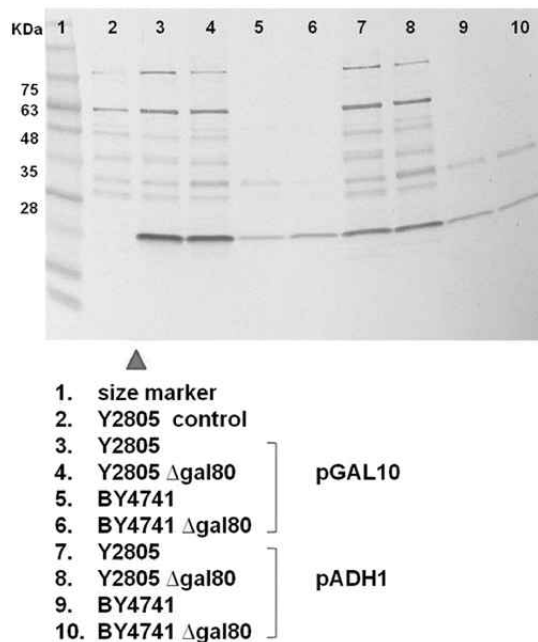 KDa 1 2 3 4 5 6 7 8 9 10
75
63
48
35
28
1. size marker
2. Y2805 control
3. Y2805
4. Y2805 Δgal80
5. BY4741
6. BY4741 Δgal80
pGAL10
7. Y2805
8. Y2805 Δgal80
9. BY4741
10. BY4741 Δgal80
pADH1